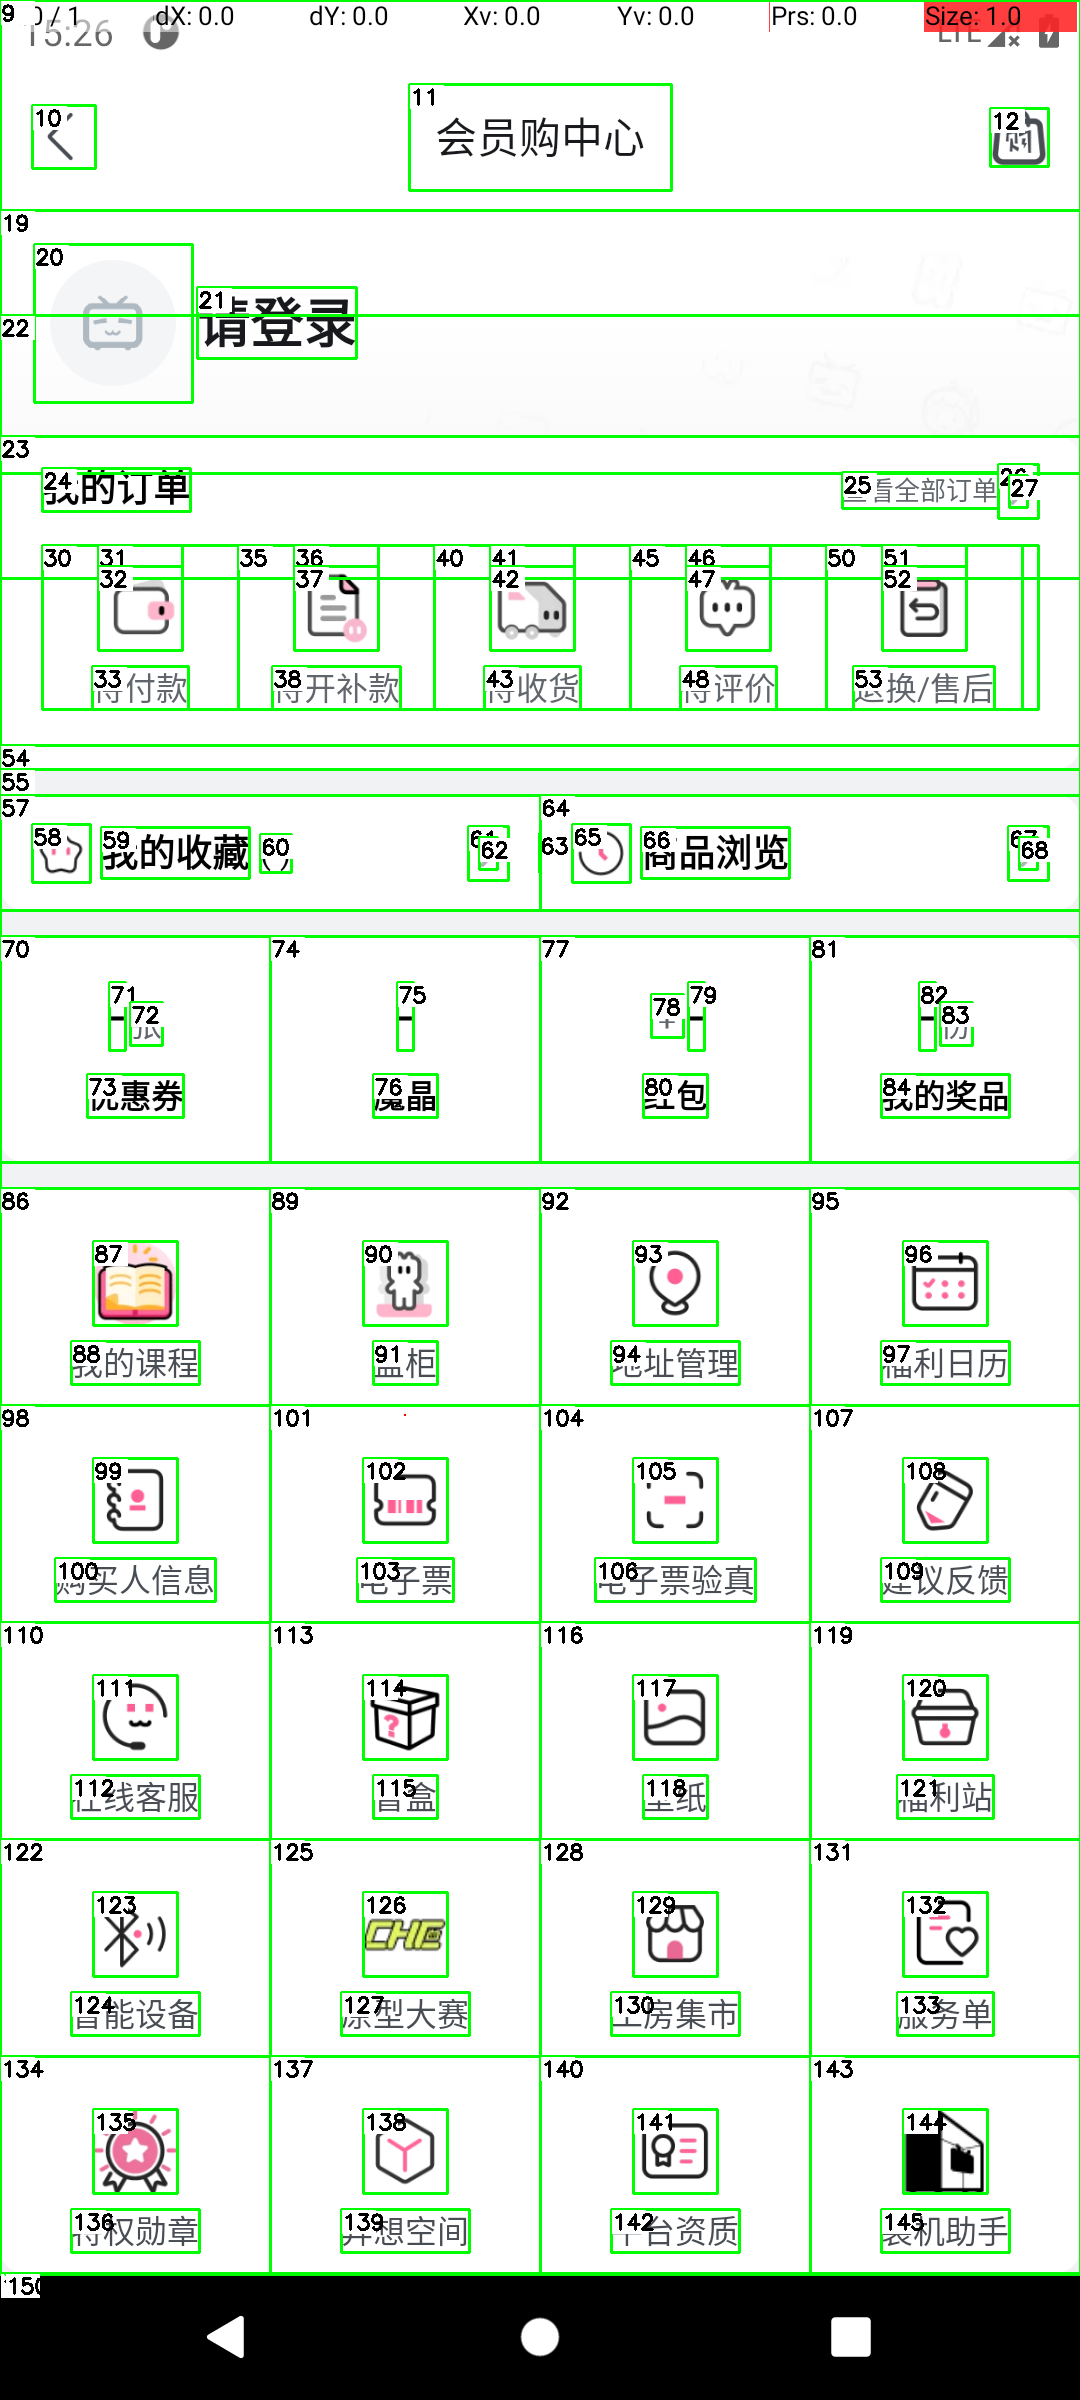 9 0 / 1 dX: 0.0 dY: 0.0 Xv: 0.0 Yv: 0.0 Prs: 0.0 Size: 1.0
15:26 LTE
10 11 12
会员购中心
19
20
21 请登录
22
23
24 我的订单 25 查看全部订单 26 27
30 31 35 36 40 41 45 46 50 51
32 37 42 47 52
33 待付款 38 待开补款 43 待收货 48 待评价 53 退换/售后
54
55
57 64
58 59 我的收藏 60 61 62 63 65 66 商品浏览 67 68
70 74 77 81
71 72 张 75 78 79 82 83 份
73 优惠券 76 魔晶 80 红包 84 我的奖品
86 89 92 95
87 90 93 96
88 我的课程 91 盔柜 94 地址管理 97 福利日历
98 101 104 107
99 102 105 108
100 购买人信息 103 电子票 106 电子票验真 109 建议反馈
110 113 116 119
111 114 ? 117 120
112 在线客服 115 盲盒 118 壁纸 121 福利站
122 125 128 131
123 126 CHE 129 132
124 智能设备 127 原型大赛 130 工房集市 133 服务单
134 137 140 143
135 138 141 144
136 特权勋章 139 异想空间 142 平台资质 145 装机助手
150